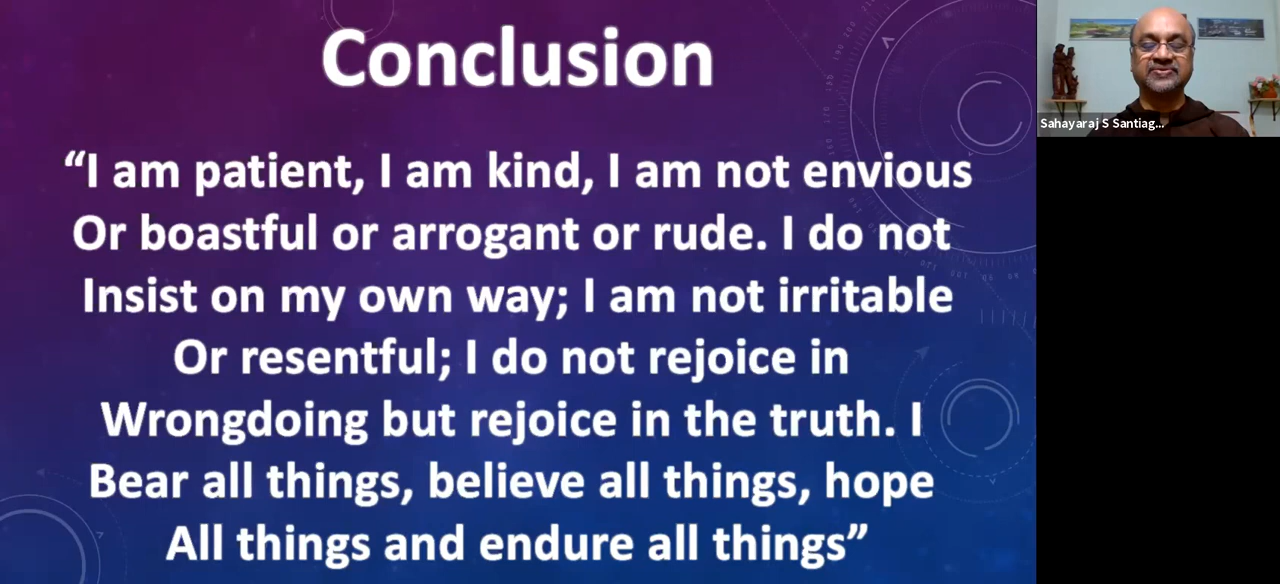 Conclusion
“I am patient, I am kind, I am not envious
Or boastful or arrogant or rude. I do not
Insist on my own way; I am not irritable
Or resentful; I do not rejoice in
Wrongdoing but rejoice in the truth. I
Bear all things, believe all things, hope
All things and endure all things”
Sahayaraj S Santiag...